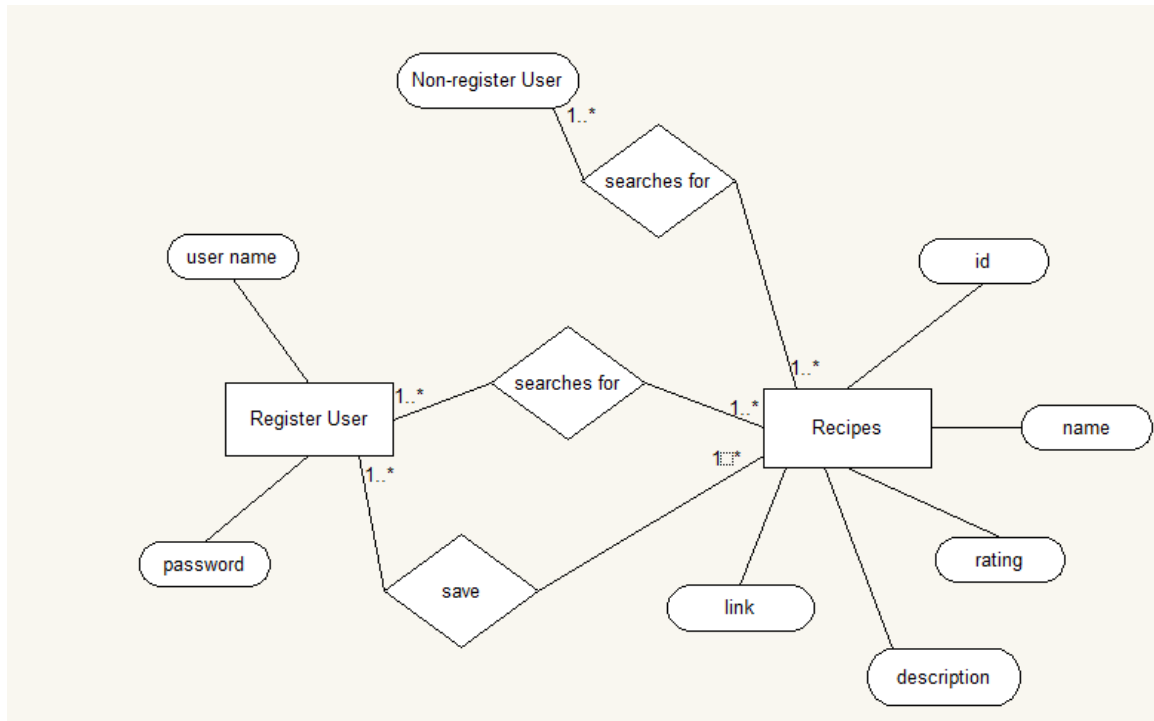 Non-register User
1..*
searches for
user name
id
1..*
searches for
1..*
1..*
Register User
Recipes
name
1..*
1 *
password
save
rating
link
description